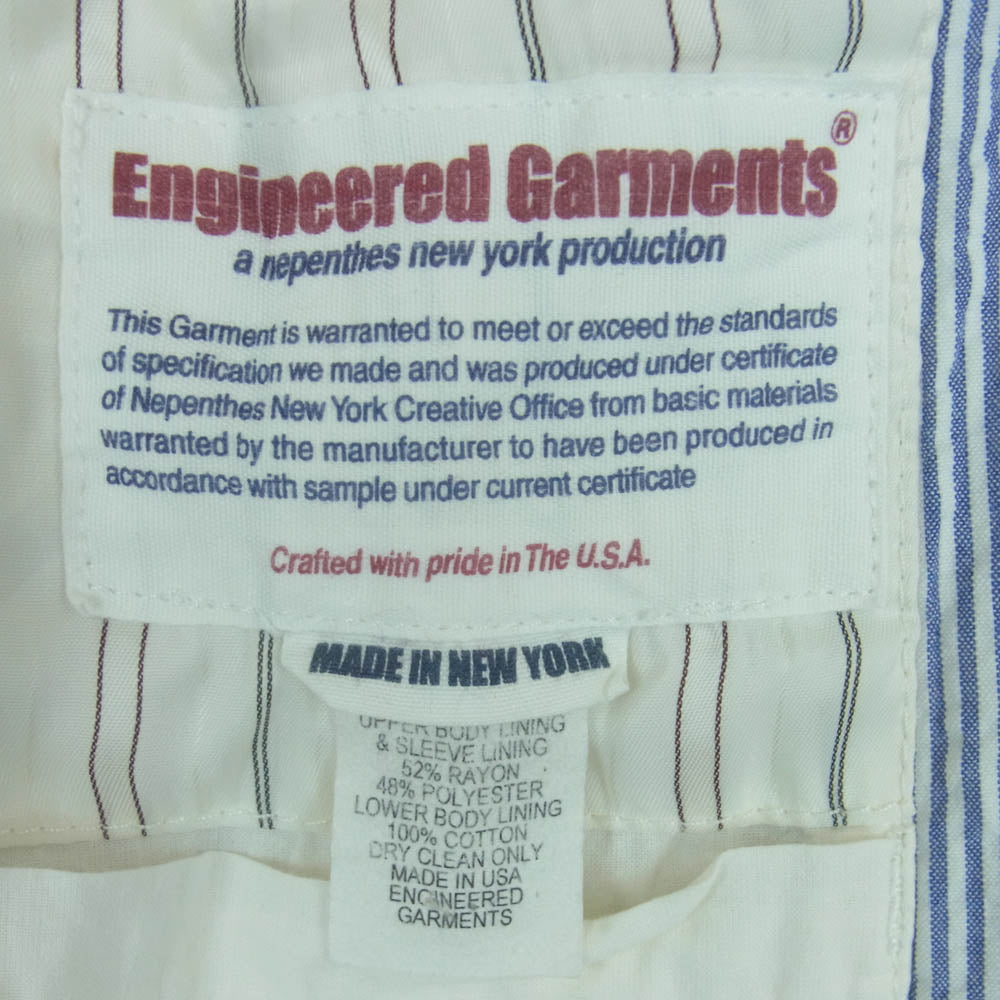 Engineered Garments®
a nepenthes new york production
This Garment is warranted to meet or exceed the standards
of specification we made and was produced under certificate
of Nepenthes New York Creative Office from basic materials
warranted by the manufacturer to have been produced in
accordance with sample under current certificate
Crafted with pride in The U.S.A.
MADE IN NEW YORK
UPPER BODY LINING
& SLEEVE LINING
52% RAYON
48% POLYESTER
LOWER BODY LINING
100% COTTON
DRY CLEAN ONLY
MADE IN USA
ENGINEERED
GARMENTS